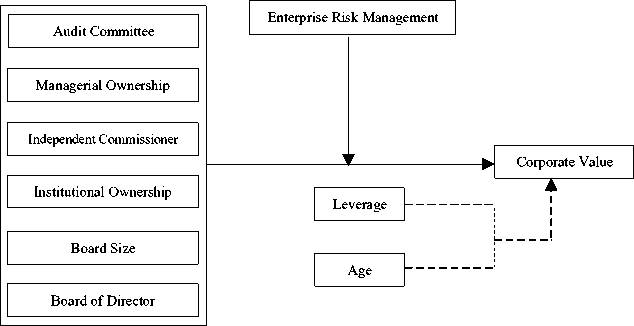 Audit Committee
Enterprise Risk Management
Managerial Ownership
Independent Commissioner
Corporate Value
Institutional Ownership
Leverage
Board Size
Age
Board of Director